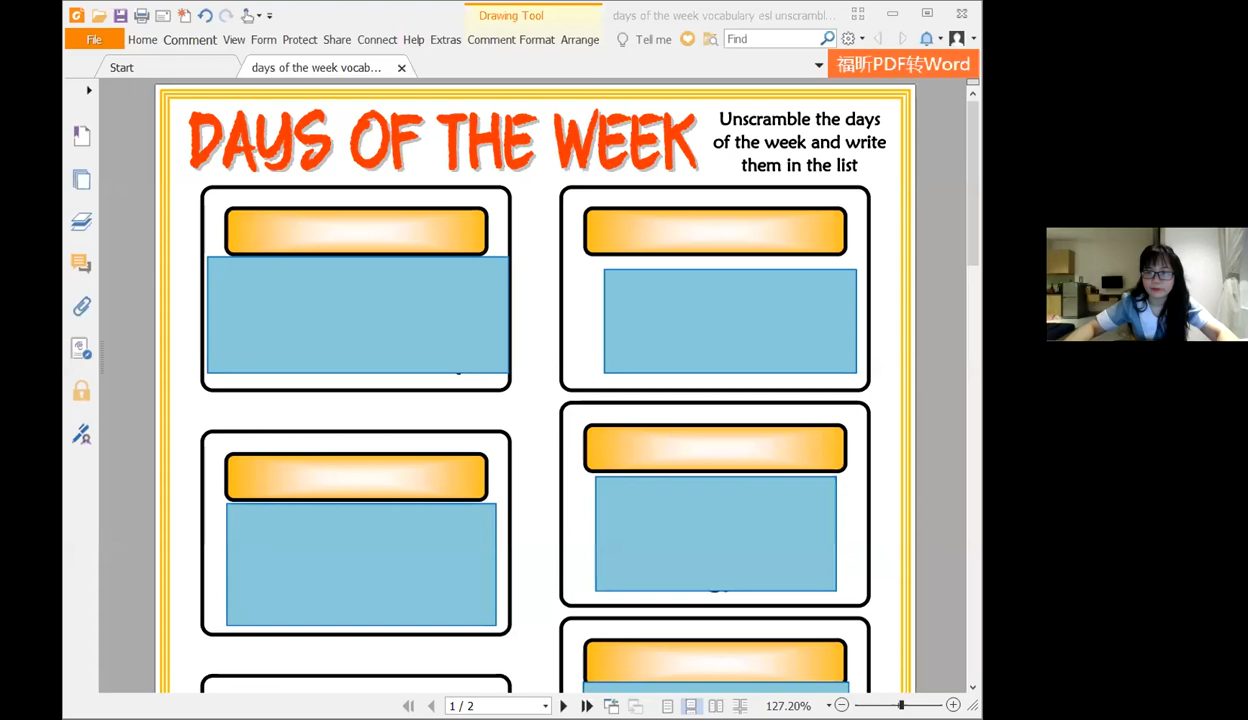 Drawing Tool
days of the week vocabulary esl unscrambl...
File Home Comment View Form Protect Share Connect Help Extras Comment Format Arrange Tell me Find
Start
days of the week vocab...
福昕PDF转Word
DAYS OF THE WEEK
Unscramble the days
of the week and write
them in the list
1 / 2
127.20%